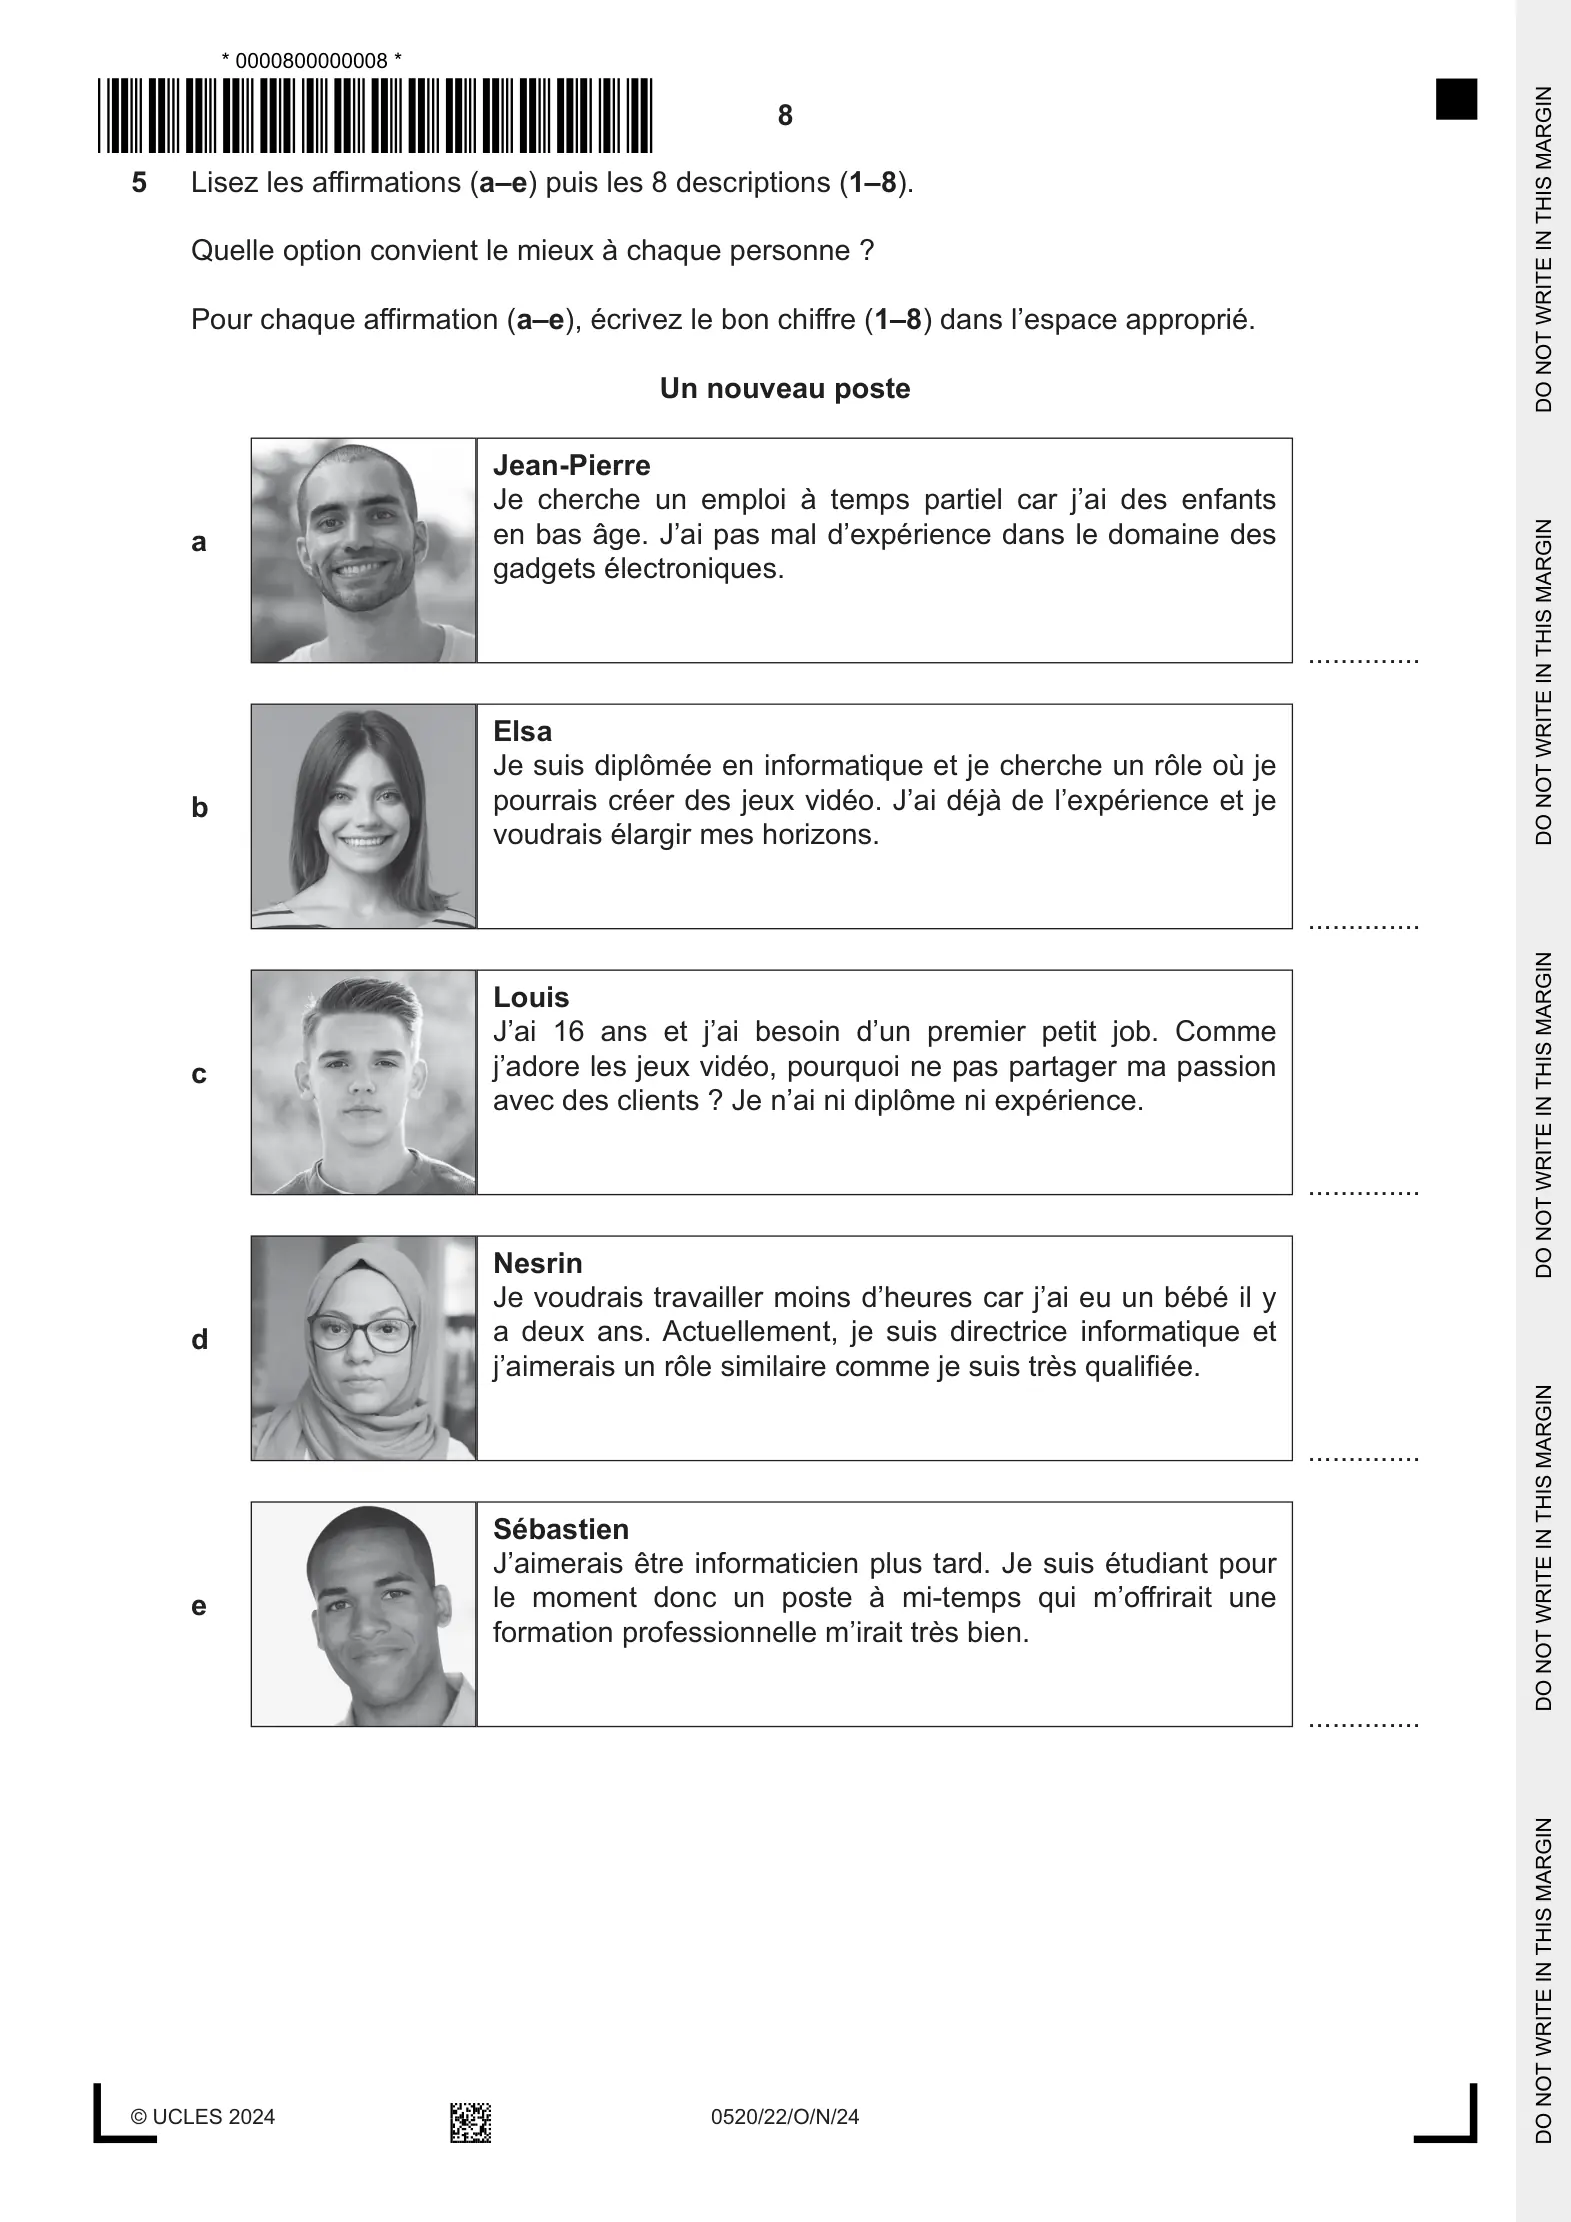 * 0000800000008 *
8
5 Lisez les affirmations (a–e) puis les 8 descriptions (1–8).
Quelle option convient le mieux à chaque personne ?
Pour chaque affirmation (a–e), écrivez le bon chiffre (1–8) dans l’espace approprié.
Un nouveau poste
a
Jean-Pierre
Je cherche un emploi à temps partiel car j’ai des enfants
en bas âge. J’ai pas mal d’expérience dans le domaine des
gadgets électroniques.
..............
b
Elsa
Je suis diplômée en informatique et je cherche un rôle où je
pourrais créer des jeux vidéo. J’ai déjà de l’expérience et je
voudrais élargir mes horizons.
..............
c
Louis
J’ai 16 ans et j’ai besoin d’un premier petit job. Comme
j’adore les jeux vidéo, pourquoi ne pas partager ma passion
avec des clients ? Je n’ai ni diplôme ni expérience.
..............
d
Nesrin
Je voudrais travailler moins d’heures car j’ai eu un bébé il y
a deux ans. Actuellement, je suis directrice informatique et
j’aimerais un rôle similaire comme je suis très qualifiée.
..............
e
Sébastien
J’aimerais être informaticien plus tard. Je suis étudiant pour
le moment donc un poste à mi-temps qui m’offrirait une
formation professionnelle m’irait très bien.
..............
© UCLES 2024
0520/22/O/N/24
DO NOT WRITE IN THIS MARGIN
DO NOT WRITE IN THIS MARGIN
DO NOT WRITE IN THIS MARGIN
DO NOT WRITE IN THIS MARGIN
DO NOT WRITE IN THIS MARGIN